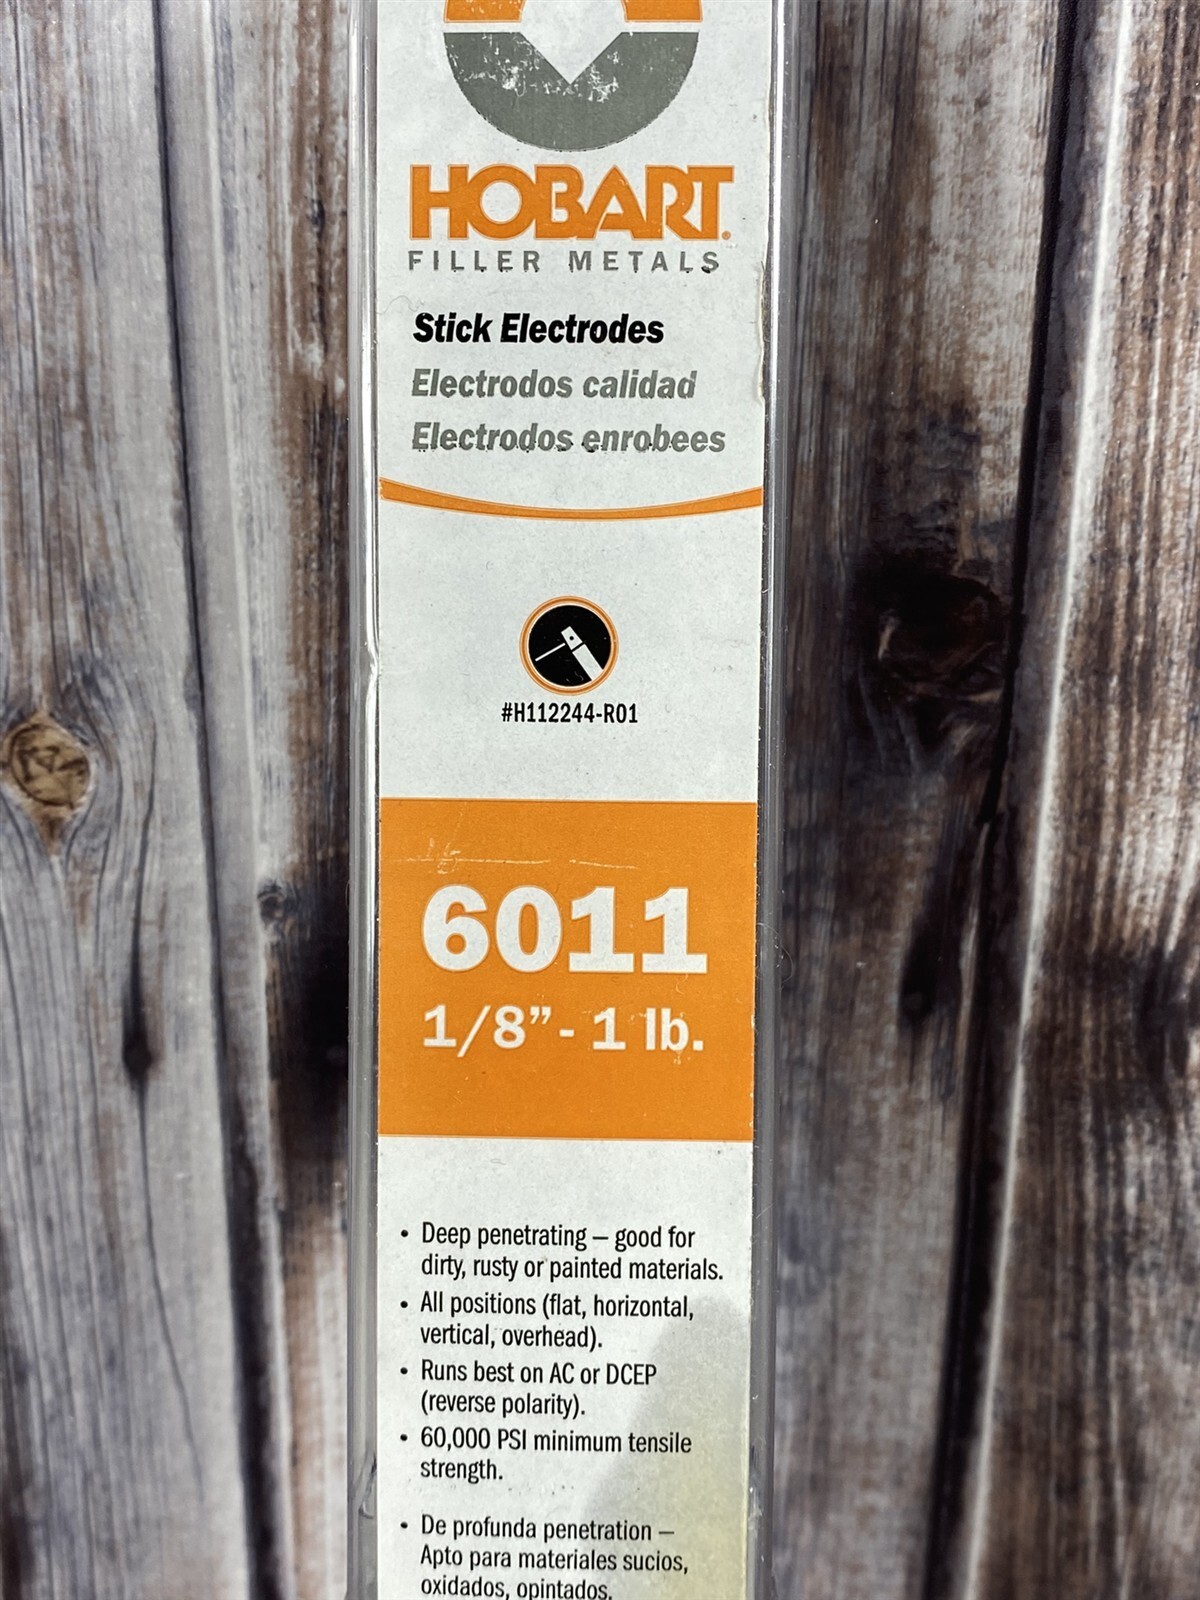 HOBART.
FILLER METALS
Stick Electrodes
Electrodos calidad
Electrodos enrobees
#H112244-R01
6011
1/8” - 1 lb.
• Deep penetrating – good for
dirty, rusty or painted materials.
• All positions (flat, horizontal,
vertical, overhead).
• Runs best on AC or DCEP
(reverse polarity).
• 60,000 PSI minimum tensile
strength.
• De profunda penetration –
Apto para materiales sucios,
oxidados, opintados.